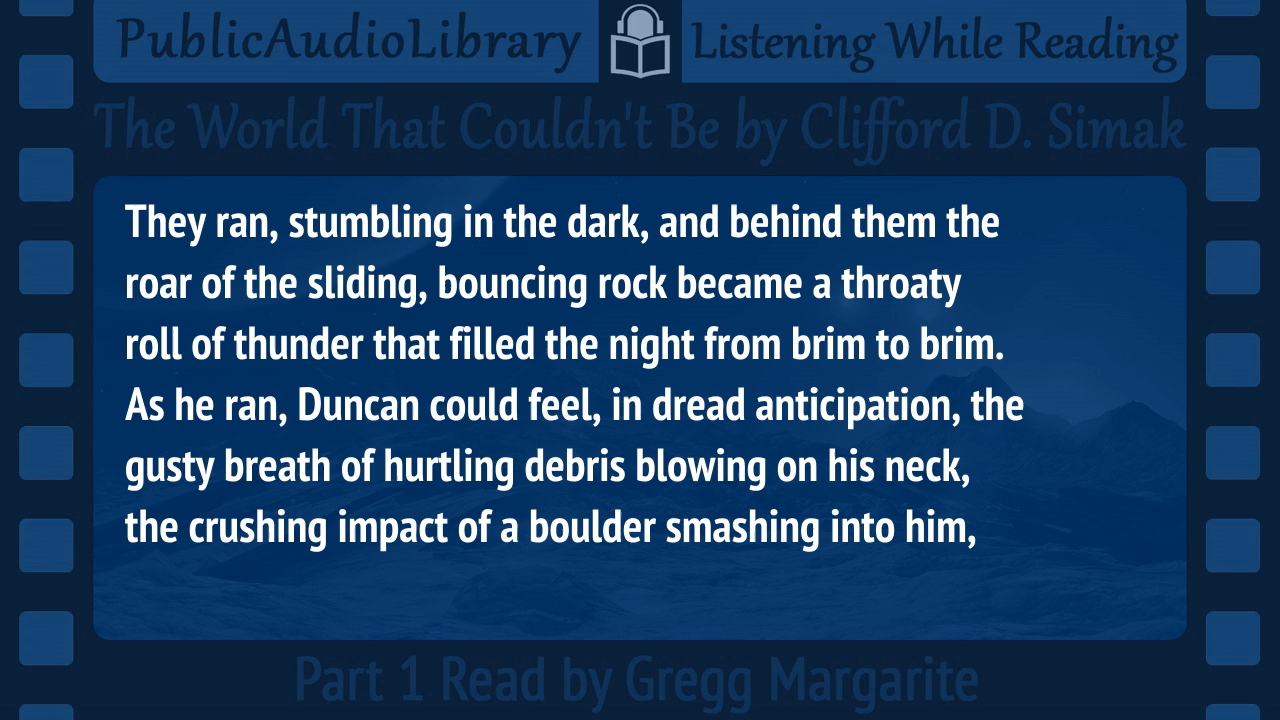 PublicAudioLibrary Listening While Reading
The World That Couldn't Be by Clifford D. Simak
They ran, stumbling in the dark, and behind them the
roar of the sliding, bouncing rock became a throaty
roll of thunder that filled the night from brim to brim.
As he ran, Duncan could feel, in dread anticipation, the
gusty breath of hurtling debris blowing on his neck,
the crushing impact of a boulder smashing into him,
Part 1 Read by Gregg Margarite